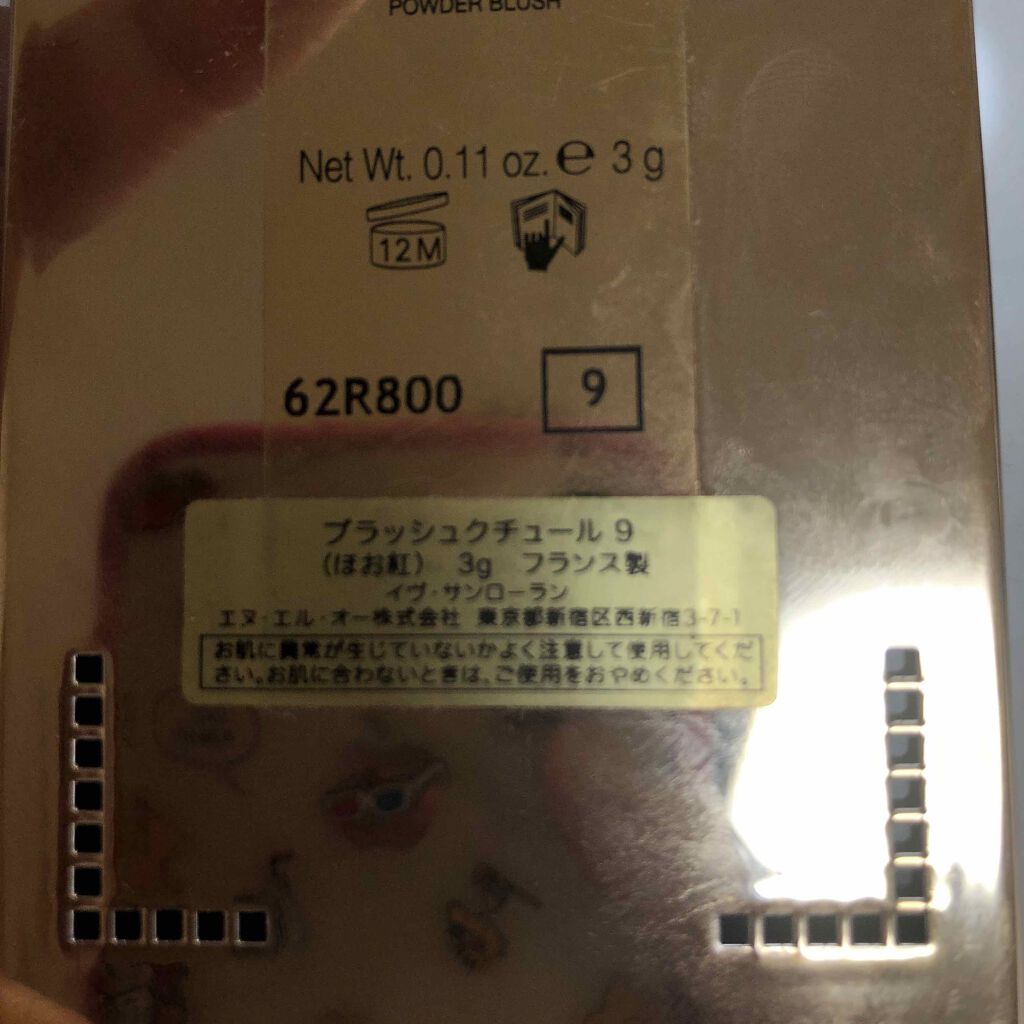 POWDER BLUSH
Net Wt. 0.11 oz. ℮ 3 g
12M
62R800 9
ブラッシュクチュール 9
（ほお紅） 3g フランス製
イヴ・サンローラン
エヌ・エル・オー株式会社 東京都新宿区西新宿3-7-1
お肌に異常が生じていないかよく注意して使用してくだ
さい。お肌に合わないときは、ご使用をおやめください。